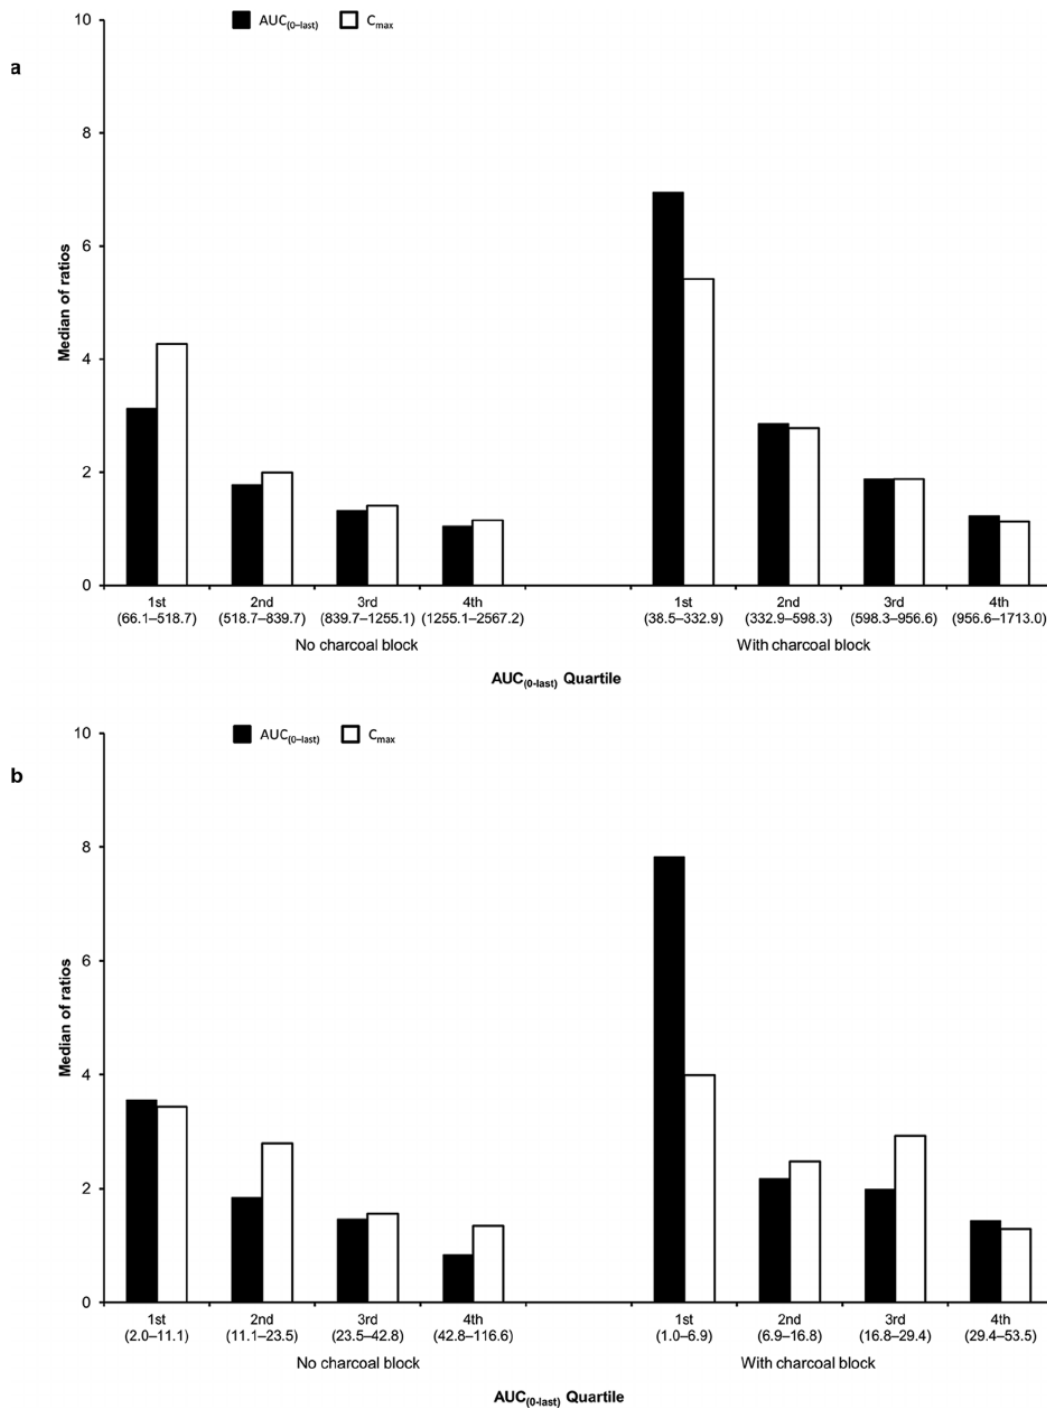 a
AUC(0–last) Cmax
Median of ratios
10
8
6
4
2
0
1st 2nd 3rd 4th 1st 2nd 3rd 4th
(66.1–518.7) (518.7–839.7) (839.7–1255.1) (1255.1–2567.2) (38.5–332.9) (332.9–598.3) (598.3–956.6) (956.6–1713.0)
No charcoal block With charcoal block
AUC(0-last) Quartile
b
AUC(0–last) Cmax
Median of ratios
10
8
6
4
2
0
1st 2nd 3rd 4th 1st 2nd 3rd 4th
(2.0–11.1) (11.1–23.5) (23.5–42.8) (42.8–116.6) (1.0–6.9) (6.9–16.8) (16.8–29.4) (29.4–53.5)
No charcoal block With charcoal block
AUC(0-last) Quartile